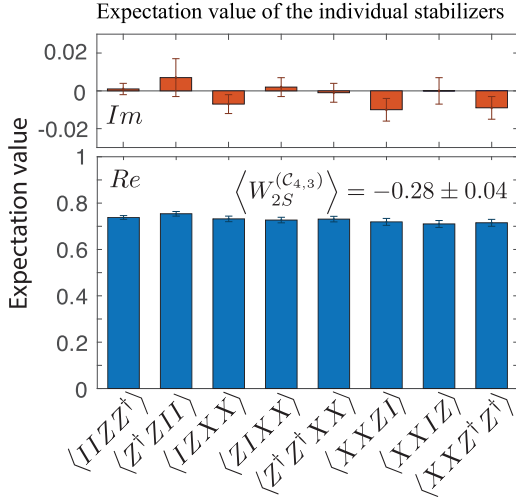 Expectation value of the individual stabilizers
0.02
0
-0.02
Im
Expectation value
1
0.8
0.6
0.4
0.2
0
Re
⟨W_{2S}^{(C_{4,3})}⟩ = −0.28 ± 0.04
⟨IIZZ†⟩
⟨Z†ZII⟩
⟨IZXX⟩
⟨ZIXX⟩
⟨Z†Z†XX⟩
⟨XXZI⟩
⟨XXIZ⟩
⟨XXZ†Z†⟩